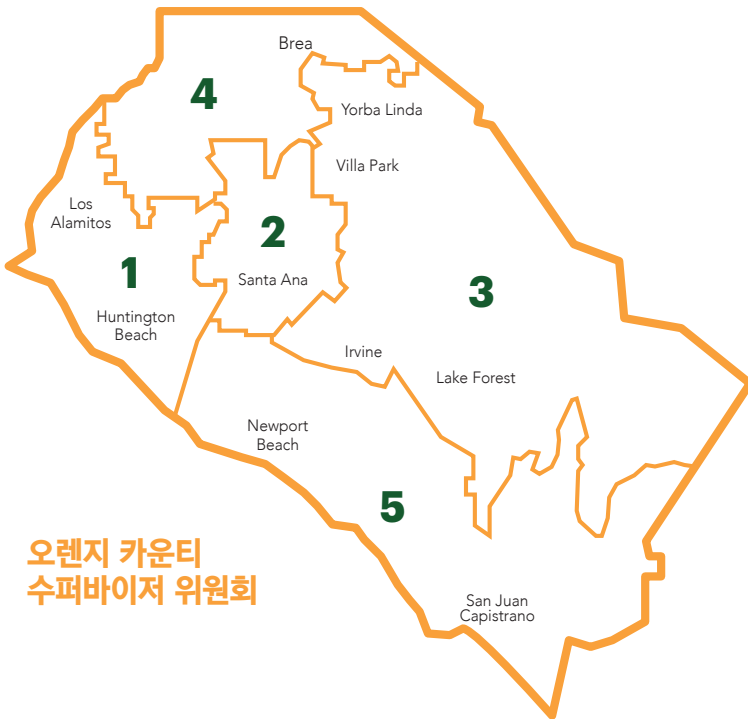 Brea
4
Yorba Linda
Villa Park
Los
Alamitos
2
1
Santa Ana
3
Huntington
Beach
Irvine
Lake Forest
Newport
Beach
5
오렌지 카운티
수퍼바이저 위원회
San Juan
Capistrano